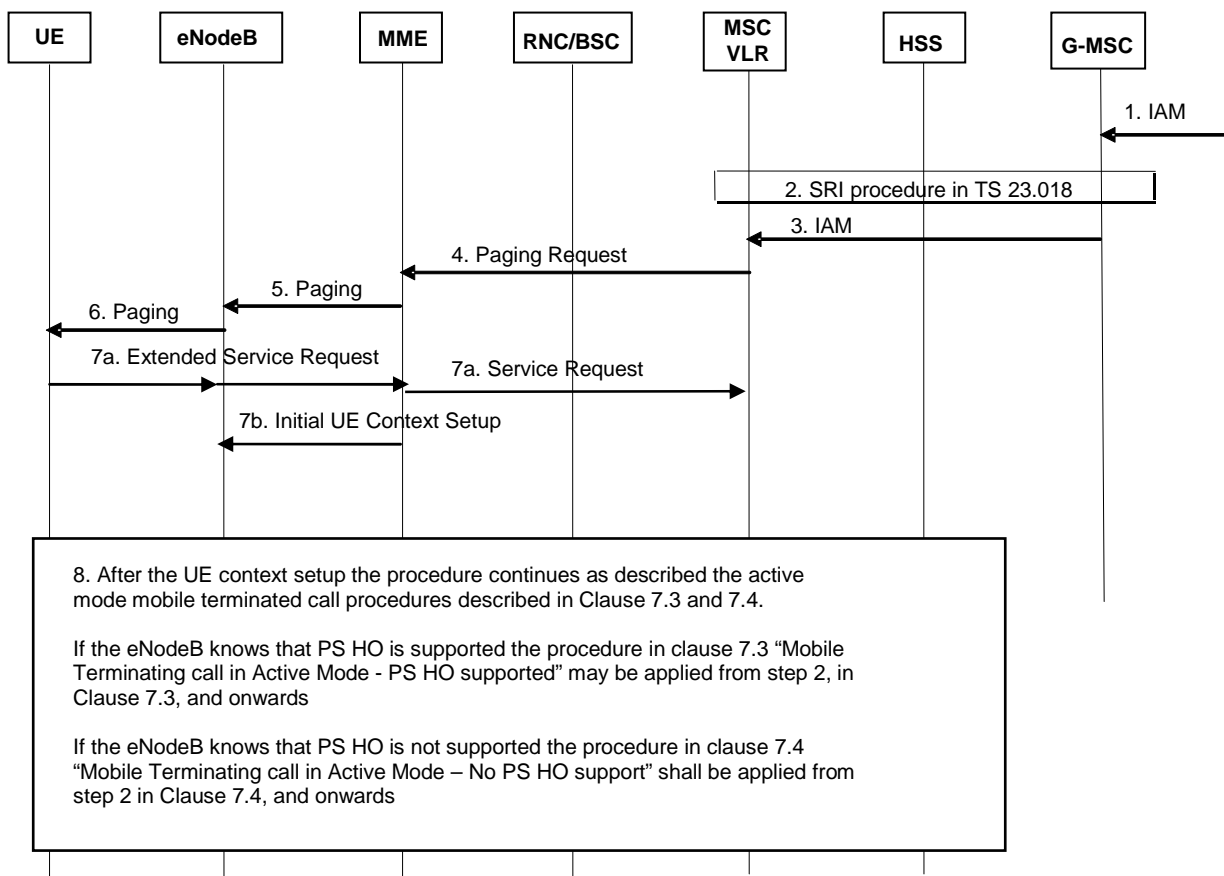 UE
eNodeB
MME
RNC/BSC
MSC
VLR
HSS
G-MSC
1. IAM
2. SRI procedure in TS 23.018
3. IAM
4. Paging Request
5. Paging
6. Paging
7a. Extended Service Request
7a. Service Request
7b. Initial UE Context Setup
8. After the UE context setup the procedure continues as described the active
mode mobile terminated call procedures described in Clause 7.3 and 7.4.
If the eNodeB knows that PS HO is supported the procedure in clause 7.3 “Mobile
Terminating call in Active Mode - PS HO supported” may be applied from step 2, in
Clause 7.3, and onwards
If the eNodeB knows that PS HO is not supported the procedure in clause 7.4
“Mobile Terminating call in Active Mode – No PS HO support” shall be applied from
step 2 in Clause 7.4, and onwards